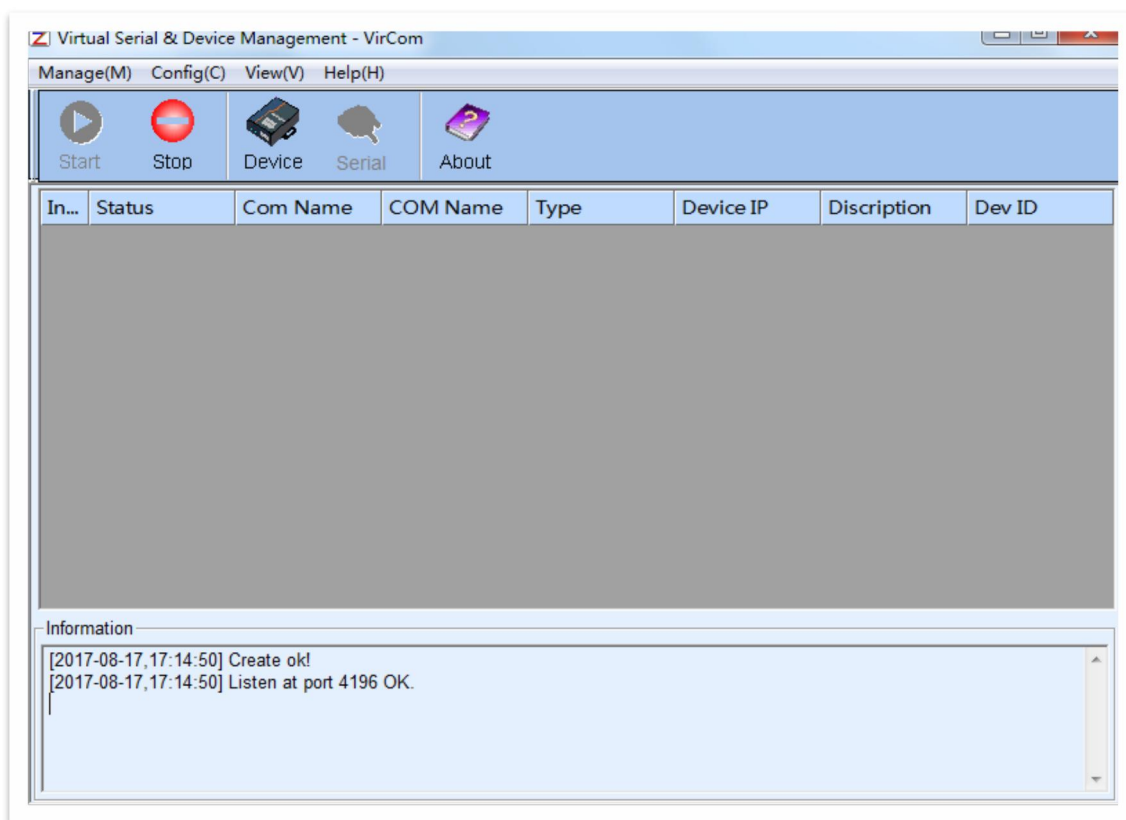 Z Virtual Serial & Device Management - VirCom
Manage(M) Config(C) View(V) Help(H)
Start Stop Device Serial About
In... Status Com Name COM Name Type Device IP Discription Dev ID
Information
[2017-08-17,17:14:50] Create ok!
[2017-08-17,17:14:50] Listen at port 4196 OK.